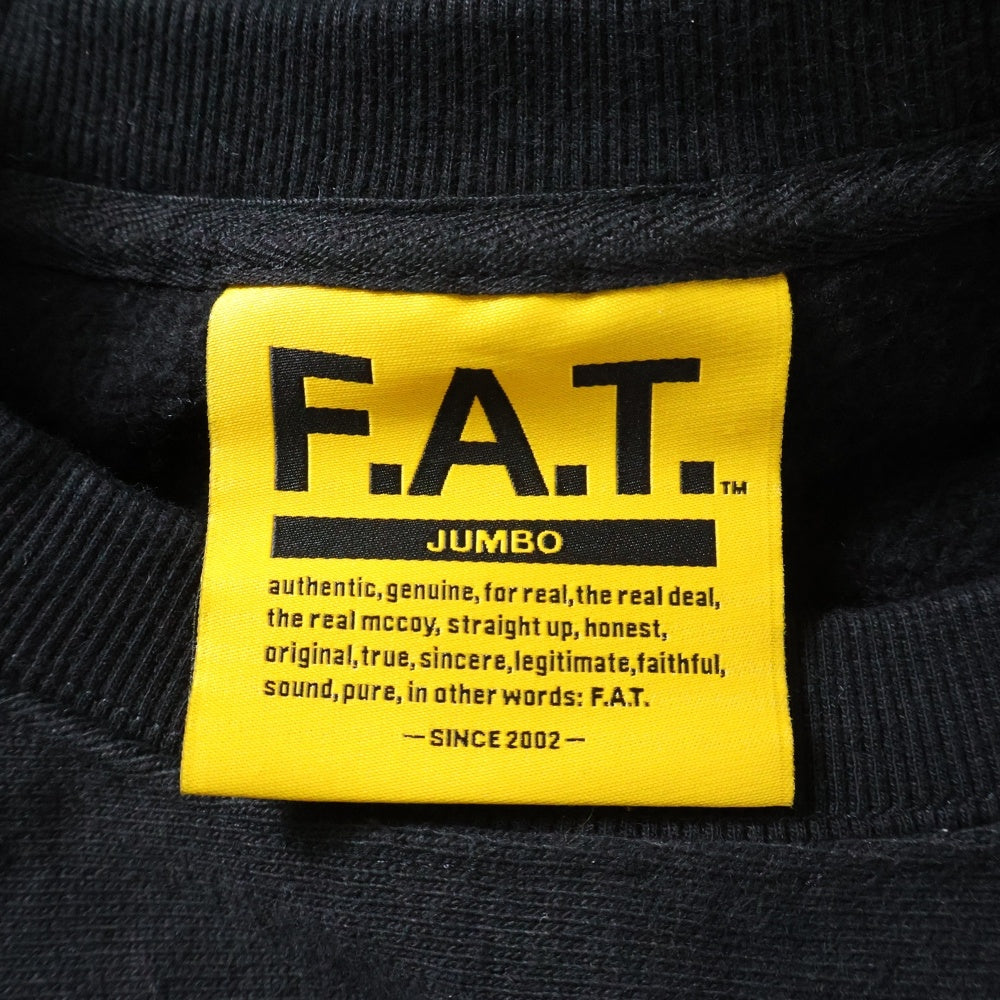 F.A.T.™
JUMBO
authentic, genuine, for real, the real deal,
the real mccoy, straight up, honest,
original, true, sincere, legitimate, faithful,
sound, pure, in other words: F.A.T.
— SINCE 2002 —